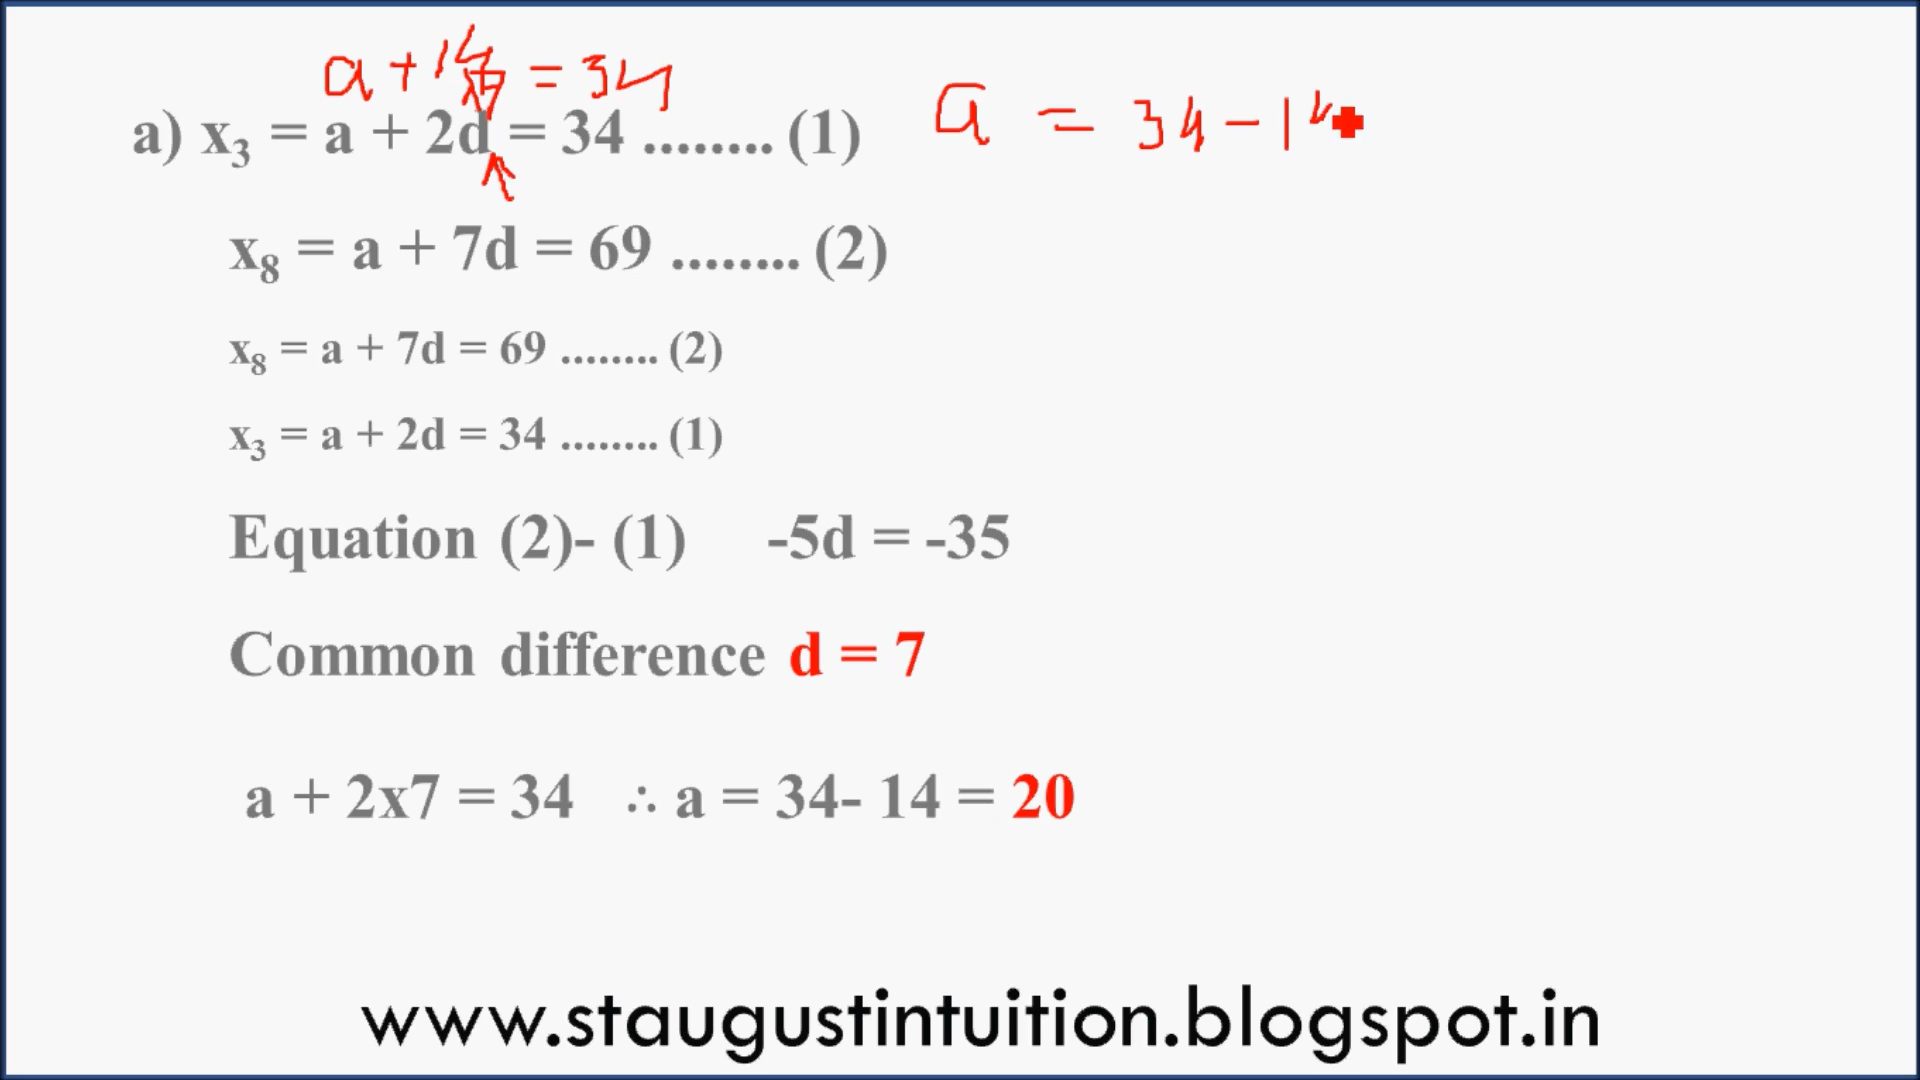 a + 14 = 34
a) x3 = a + 2d = 34 ........ (1)
a = 34 - 14
x8 = a + 7d = 69 ........ (2)
x8 = a + 7d = 69 ........ (2)
x3 = a + 2d = 34 ........ (1)
Equation (2)- (1) -5d = -35
Common difference d = 7
a + 2x7 = 34 ∴ a = 34- 14 = 20
www.staugustintuition.blogspot.in